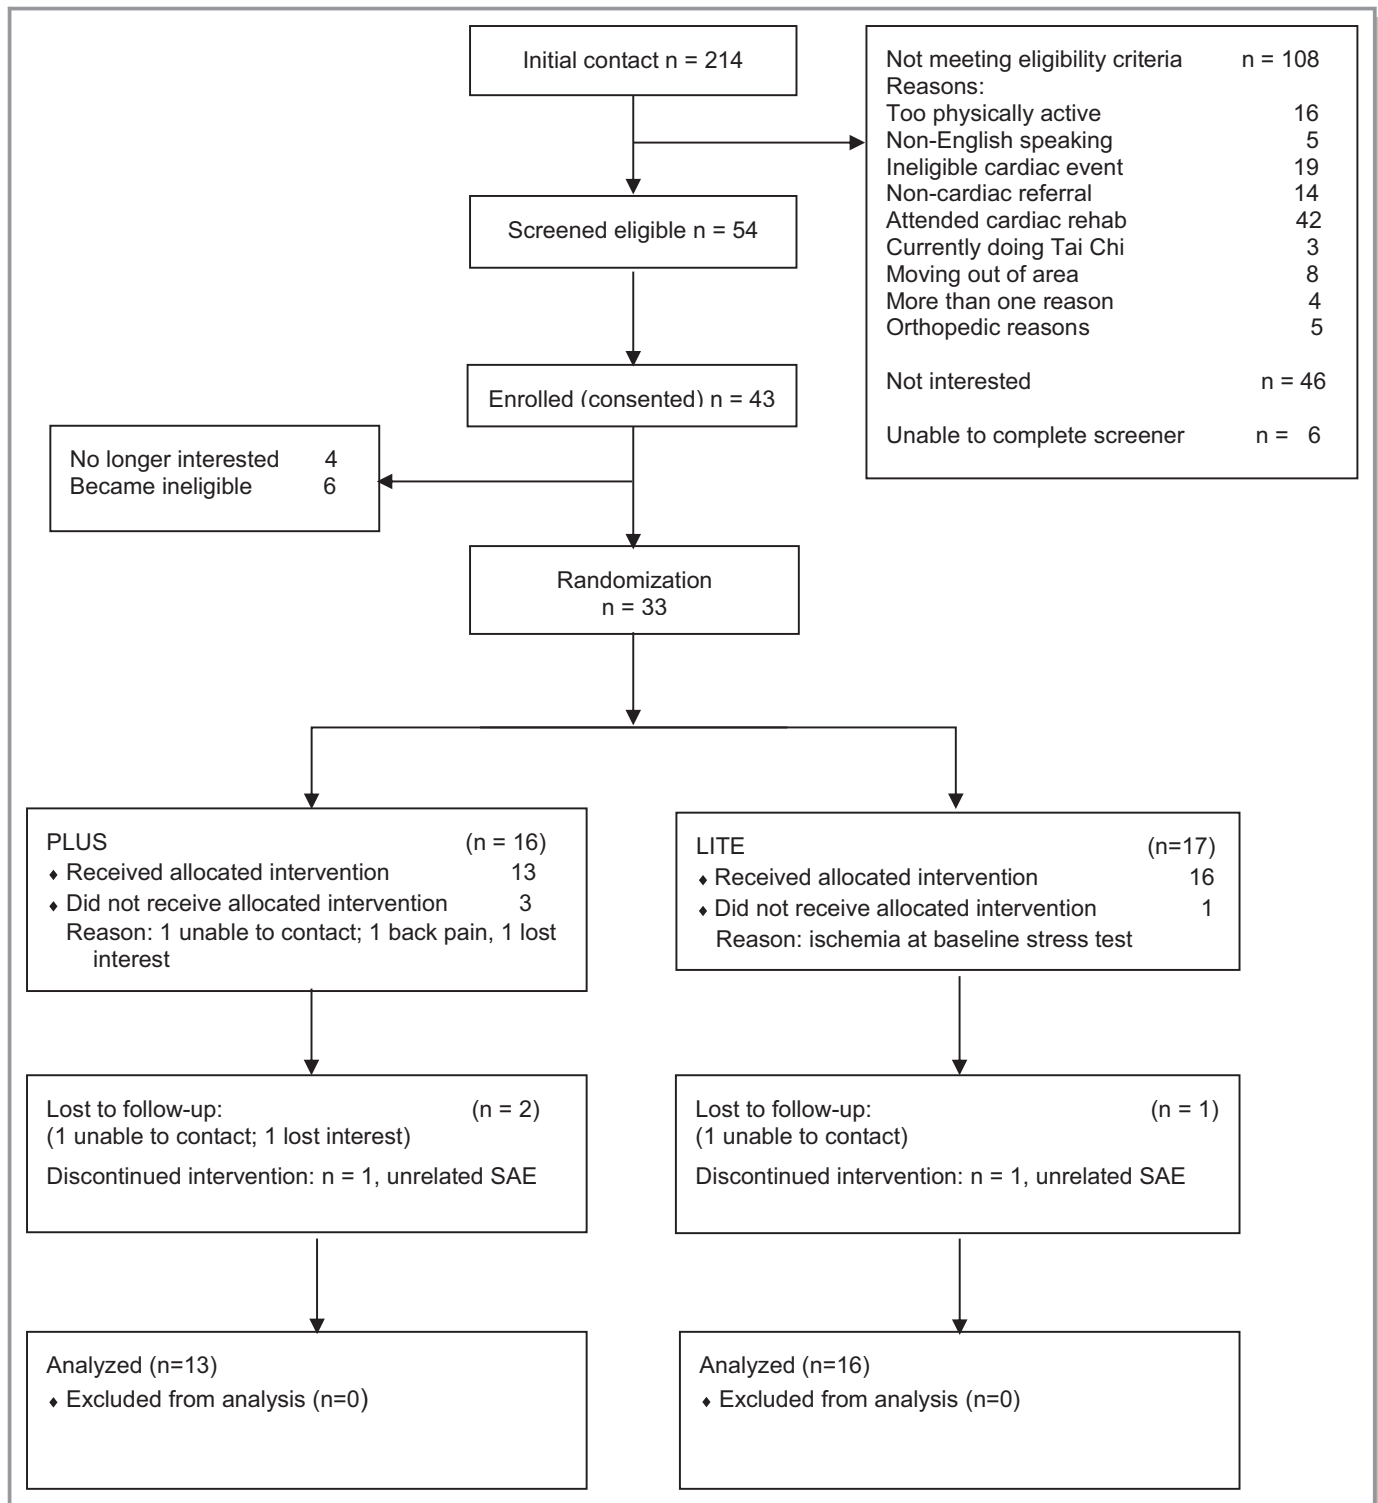 Initial contact n = 214
Not meeting eligibility criteria n = 108
Reasons:
Too physically active 16
Non-English speaking 5
Ineligible cardiac event 19
Non-cardiac referral 14
Attended cardiac rehab 42
Currently doing Tai Chi 3
Moving out of area 8
More than one reason 4
Orthopedic reasons 5
Not interested n = 46
Unable to complete screener n = 6
Screened eligible n = 54
Enrolled (consented) n = 43
No longer interested 4
Became ineligible 6
Randomization
n = 33
PLUS (n = 16)
♦ Received allocated intervention 13
♦ Did not receive allocated intervention 3
Reason: 1 unable to contact; 1 back pain, 1 lost
interest
LITE (n=17)
♦ Received allocated intervention 16
♦ Did not receive allocated intervention 1
Reason: ischemia at baseline stress test
Lost to follow-up: (n = 2)
(1 unable to contact; 1 lost interest)
Discontinued intervention: n = 1, unrelated SAE
Lost to follow-up: (n = 1)
(1 unable to contact)
Discontinued intervention: n = 1, unrelated SAE
Analyzed (n=13)
♦ Excluded from analysis (n=0)
Analyzed (n=16)
♦ Excluded from analysis (n=0)